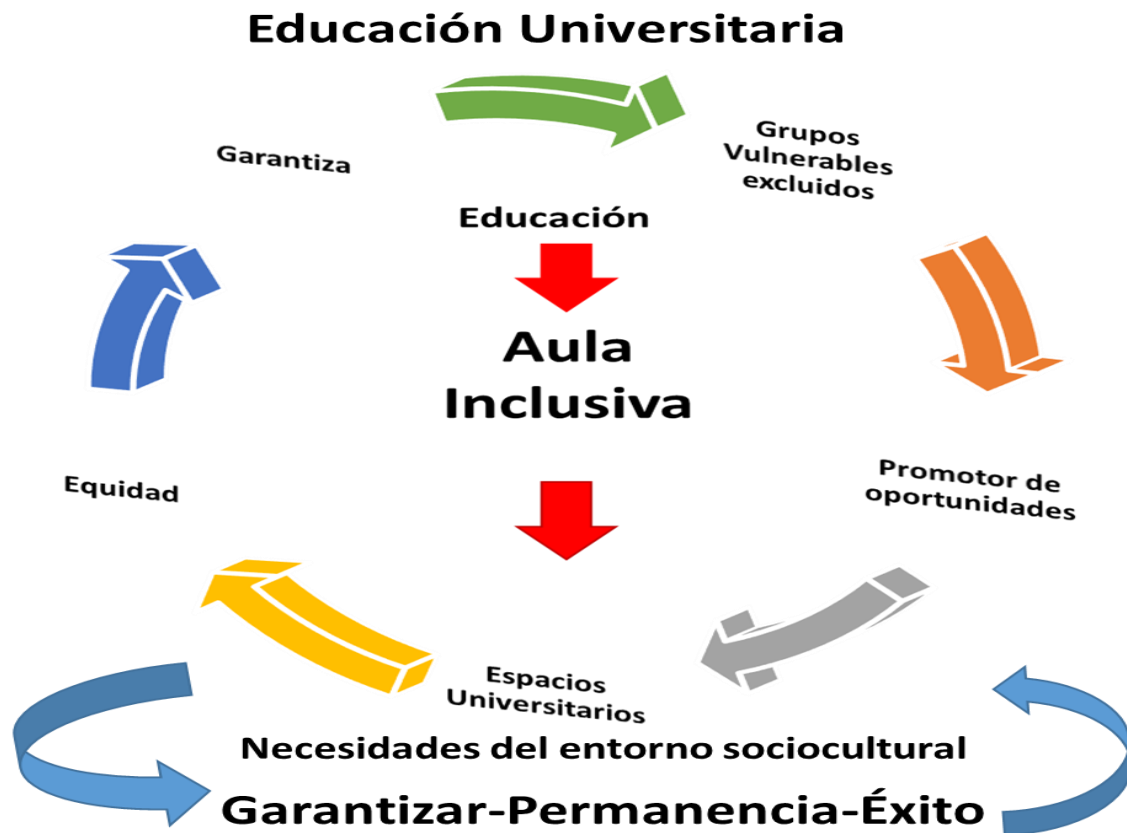 Educación Universitaria
Garantiza
Grupos
Vulnerables
excluidos
Educación
Aula
Inclusiva
Equidad
Promotor de
oportunidades
Espacios
Universitarios
Necesidades del entorno sociocultural
Garantizar-Permanencia-Éxito